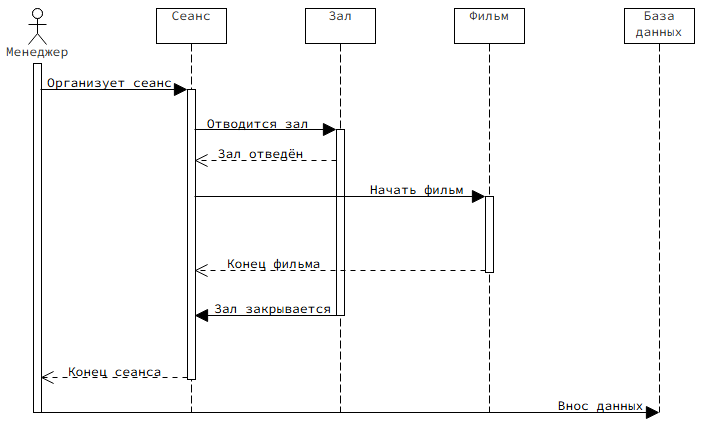 Сеанс
Зал
Фильм
База
данных
Менеджер
Организует сеанс
Отводится зал
Зал отведён
Начать фильм
Конец фильма
Зал закрывается
Конец сеанса
Внос данных